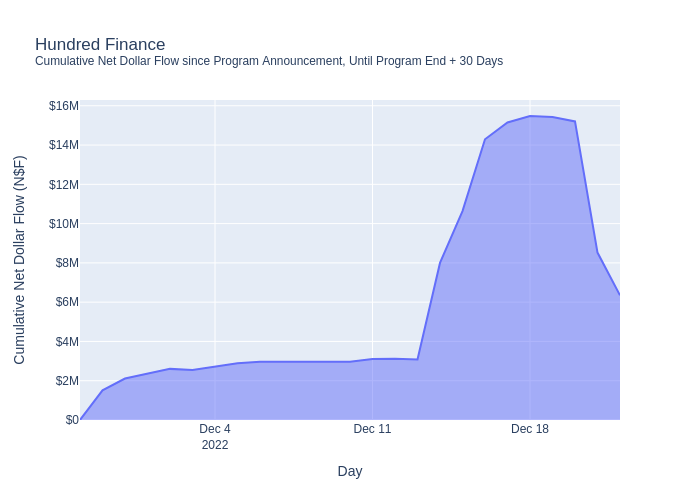 Hundred Finance
Cumulative Net Dollar Flow since Program Announcement, Until Program End + 30 Days
$16M
$14M
$12M
$10M
$8M
$6M
$4M
$2M
$0
Cumulative Net Dollar Flow (N$F)
Dec 4
2022
Dec 11
Dec 18
Day